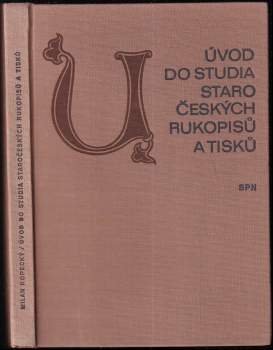 MILAN KOPECKÝ / ÚVOD DO STUDIA STAROČESKÝCH RUKOPISŮ A TISKŮ
U
ÚVOD
DO STUDIA
STARO
ČESKÝCH
RUKOPISŮ
A TISKŮ
SPN